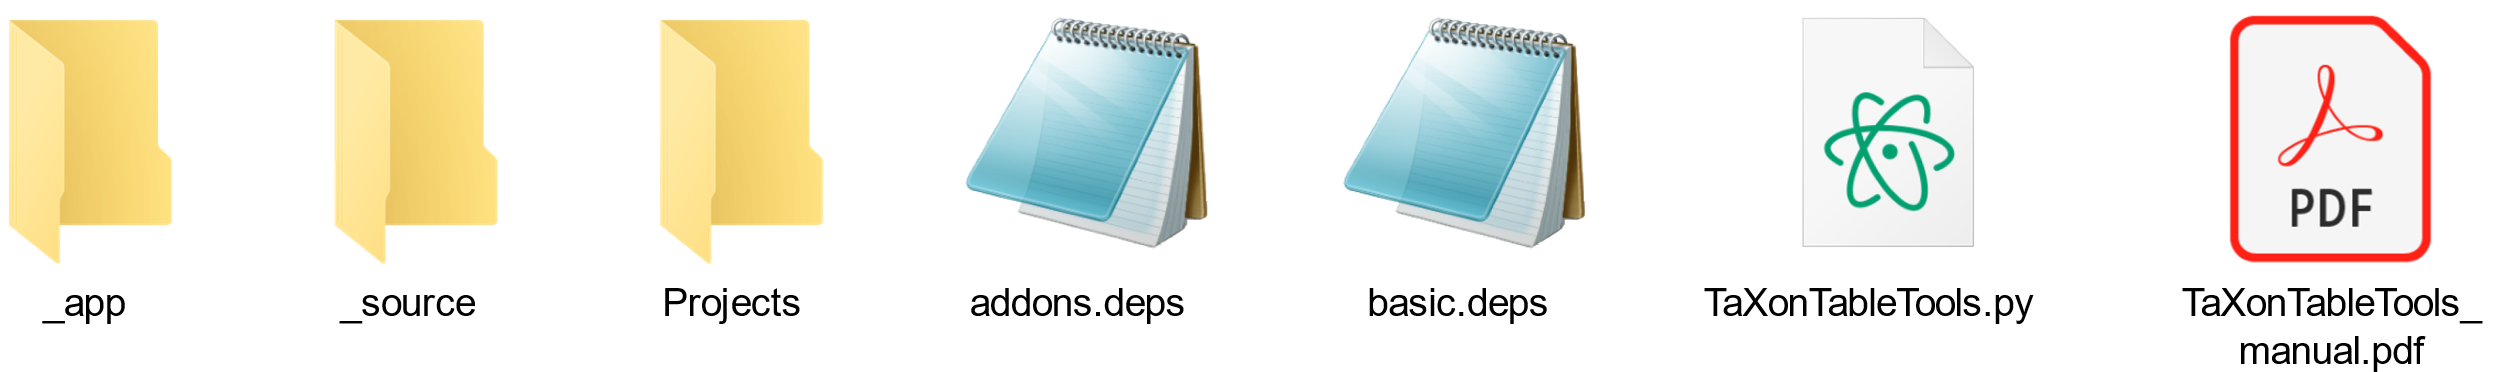 PDF
_app
_source
Projects
addons.deps
basic.deps
TaXonTableTools.py
TaXonTableTools_
manual.pdf